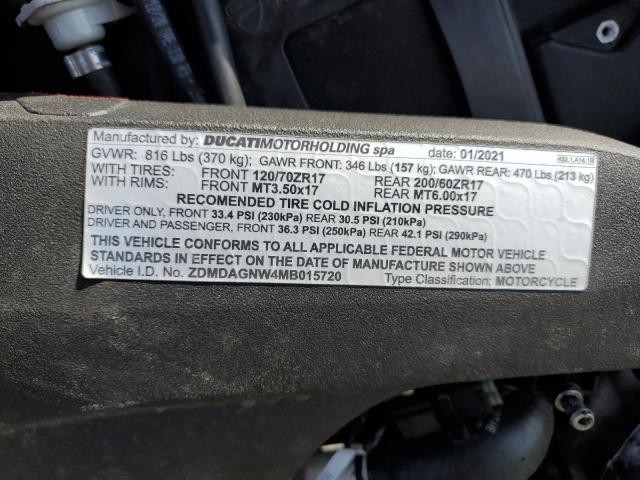 Manufactured by: DUCATIMOTORHOLDING spa date: 01/2021 432.1.A14.1B
GVWR: 816 Lbs (370 kg); GAWR FRONT: 346 Lbs (157 kg); GAWR REAR: 470 Lbs (213 kg)
WITH TIRES: FRONT 120/70ZR17 REAR 200/60ZR17
WITH RIMS: FRONT MT3.50x17 REAR MT6.00x17
RECOMENDED TIRE COLD INFLATION PRESSURE
DRIVER ONLY, FRONT 33.4 PSI (230kPa) REAR 30.5 PSI (210kPa)
DRIVER AND PASSENGER, FRONT 36.3 PSI (250kPa) REAR 42.1 PSI (290kPa)
THIS VEHICLE CONFORMS TO ALL APPLICABLE FEDERAL MOTOR VEHICLE
STANDARDS IN EFFECT ON THE DATE OF MANUFACTURE SHOWN ABOVE
Vehicle I.D. No. ZDMDAGNW4MB015720 Type Classification: MOTORCYCLE